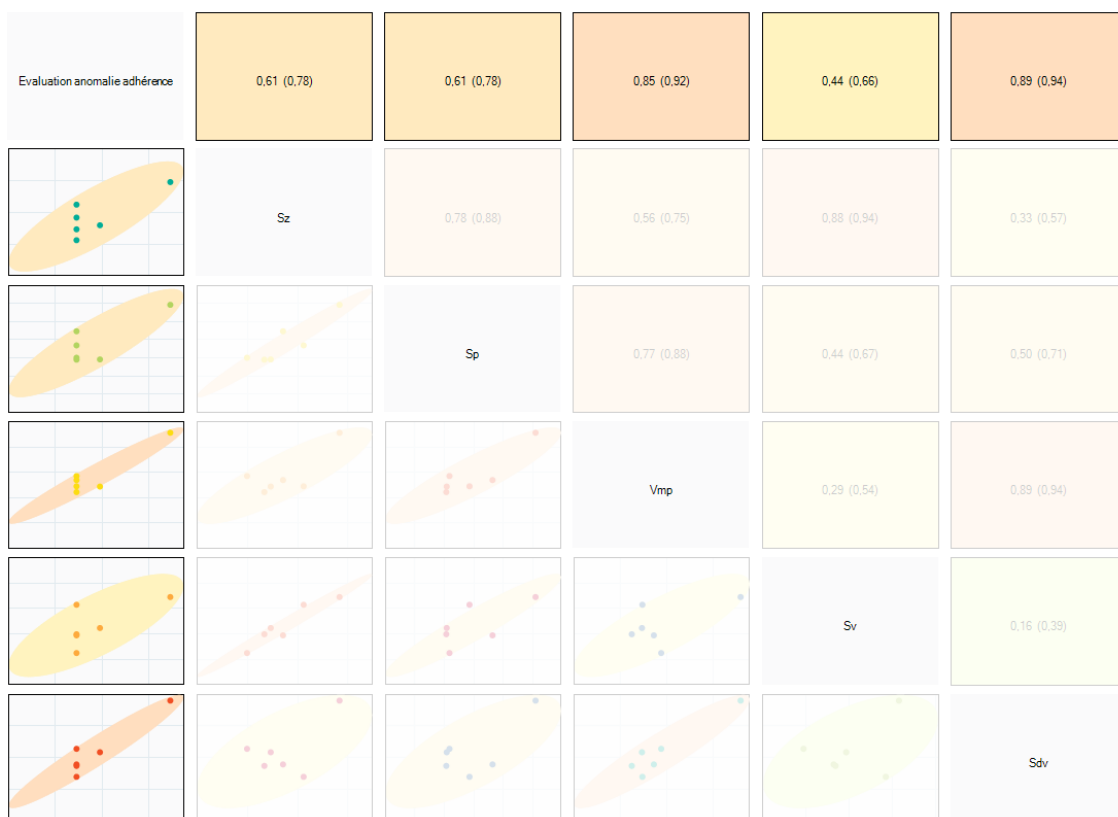 Evaluation anomalie adhérence 0,61 (0,78) 0,61 (0,78) 0,85 (0,92) 0,44 (0,66) 0,89 (0,94)
Sz 0,78 (0,88) 0,56 (0,75) 0,88 (0,94) 0,33 (0,57)
Sp 0,77 (0,88) 0,44 (0,67) 0,50 (0,71)
Vmp 0,29 (0,54) 0,89 (0,94)
Sv 0,16 (0,39)
Sdv